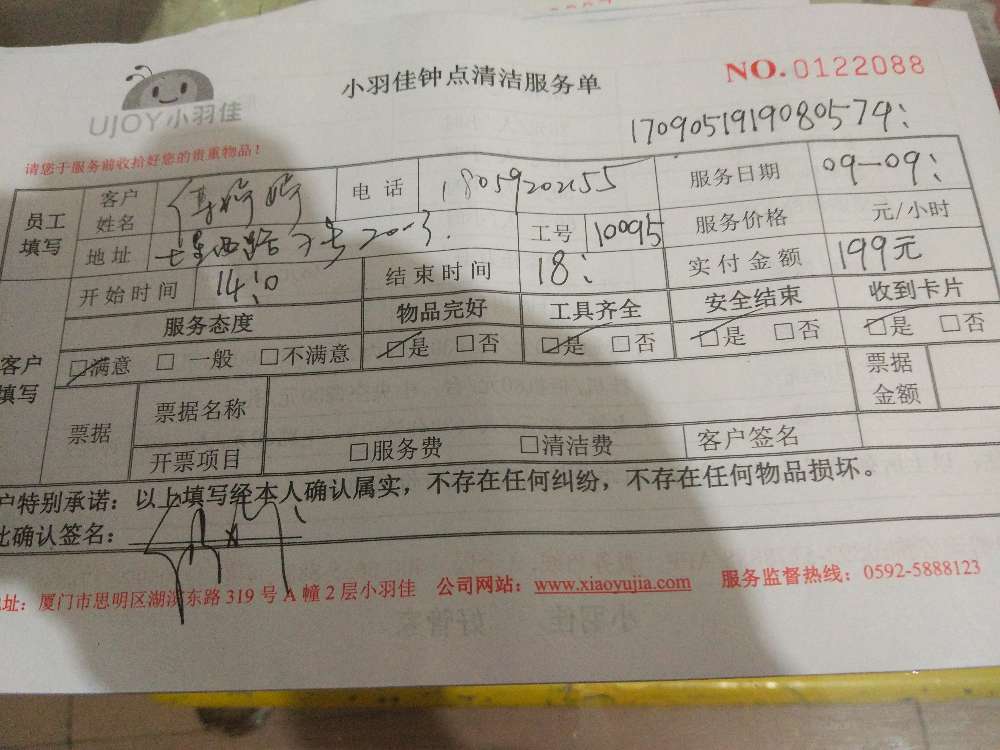 小羽佳钟点清洁服务单
NO.0122088
UJOY小羽佳
1709051919080574
请您于服务前收拾好您的贵重物品！
员工填写 客户姓名 电话 18059202155 服务日期 09-09
地址 工号 10095 服务价格 元/小时
开始时间 14:0 结束时间 18: 实付金额 199元
客户填写 服务态度 物品完好 工具齐全 安全结束 收到卡片
□满意 □一般 □不满意 □是 □否 □是 □否 □是 □否 □是 □否
票据 票据名称 票据金额
开票项目 □服务费 □清洁费 客户签名
户特别承诺：以上填写经本人确认属实，不存在任何纠纷，不存在任何物品损坏。
此确认签名：
址：厦门市思明区湖滨东路319号A幢2层小羽佳 公司网站：www.xiaoyujia.com 服务监督热线：0592-5888123